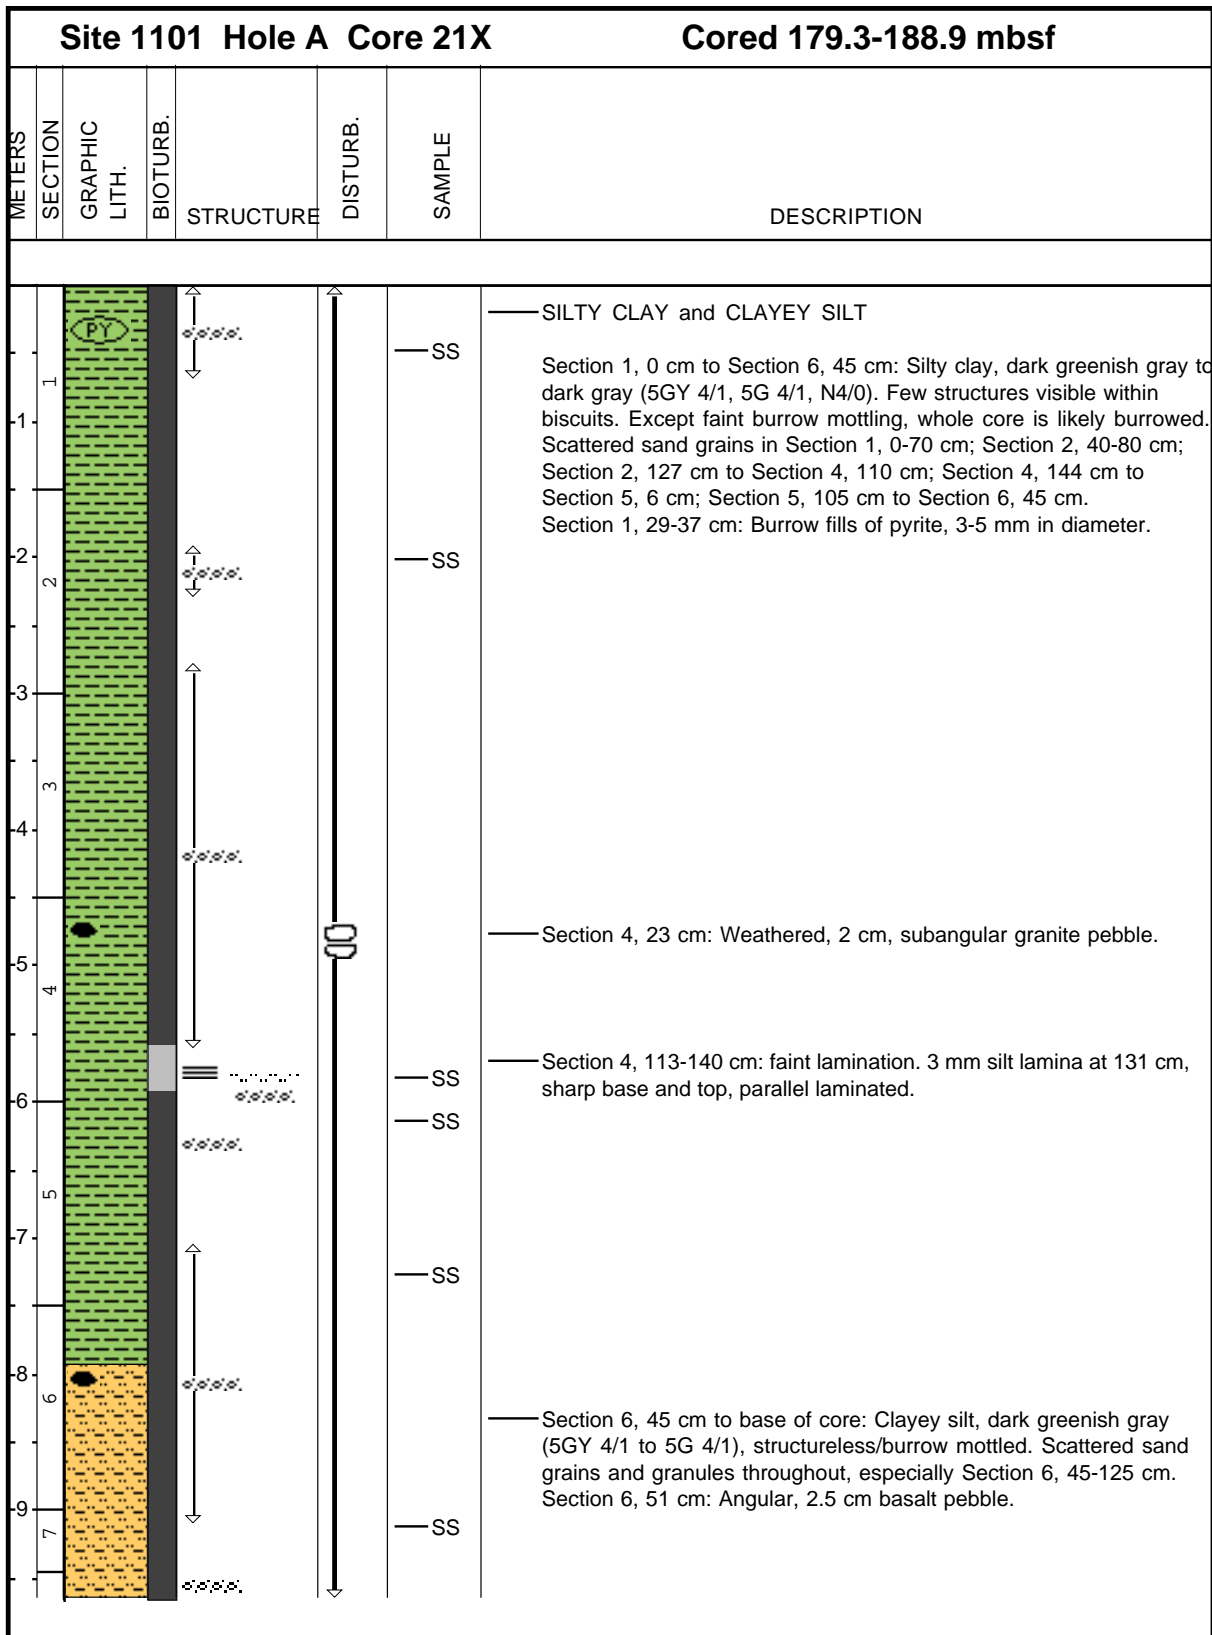 Site 1101 Hole A Core 21X Cored 179.3-188.9 mbsf
METERS
SECTION
GRAPHIC
LITH.
BIOTURB.
STRUCTURE
DISTURB.
SAMPLE
DESCRIPTION
SILTY CLAY and CLAYEY SILT
PY
SS
Section 1, 0 cm to Section 6, 45 cm: Silty clay, dark greenish gray to
dark gray (5GY 4/1, 5G 4/1, N4/0). Few structures visible within
biscuits. Except faint burrow mottling, whole core is likely burrowed.
Scattered sand grains in Section 1, 0-70 cm; Section 2, 40-80 cm;
Section 2, 127 cm to Section 4, 110 cm; Section 4, 144 cm to
Section 5, 6 cm; Section 5, 105 cm to Section 6, 45 cm.
Section 1, 29-37 cm: Burrow fills of pyrite, 3-5 mm in diameter.
1
1
2
SS
2
3
3
4
Section 4, 23 cm: Weathered, 2 cm, subangular granite pebble.
5
4
Section 4, 113-140 cm: faint lamination. 3 mm silt lamina at 131 cm,
sharp base and top, parallel laminated.
SS
6
SS
5
7
SS
8
6
Section 6, 45 cm to base of core: Clayey silt, dark greenish gray
(5GY 4/1 to 5G 4/1), structureless/burrow mottled. Scattered sand
grains and granules throughout, especially Section 6, 45-125 cm.
Section 6, 51 cm: Angular, 2.5 cm basalt pebble.
9
7
SS